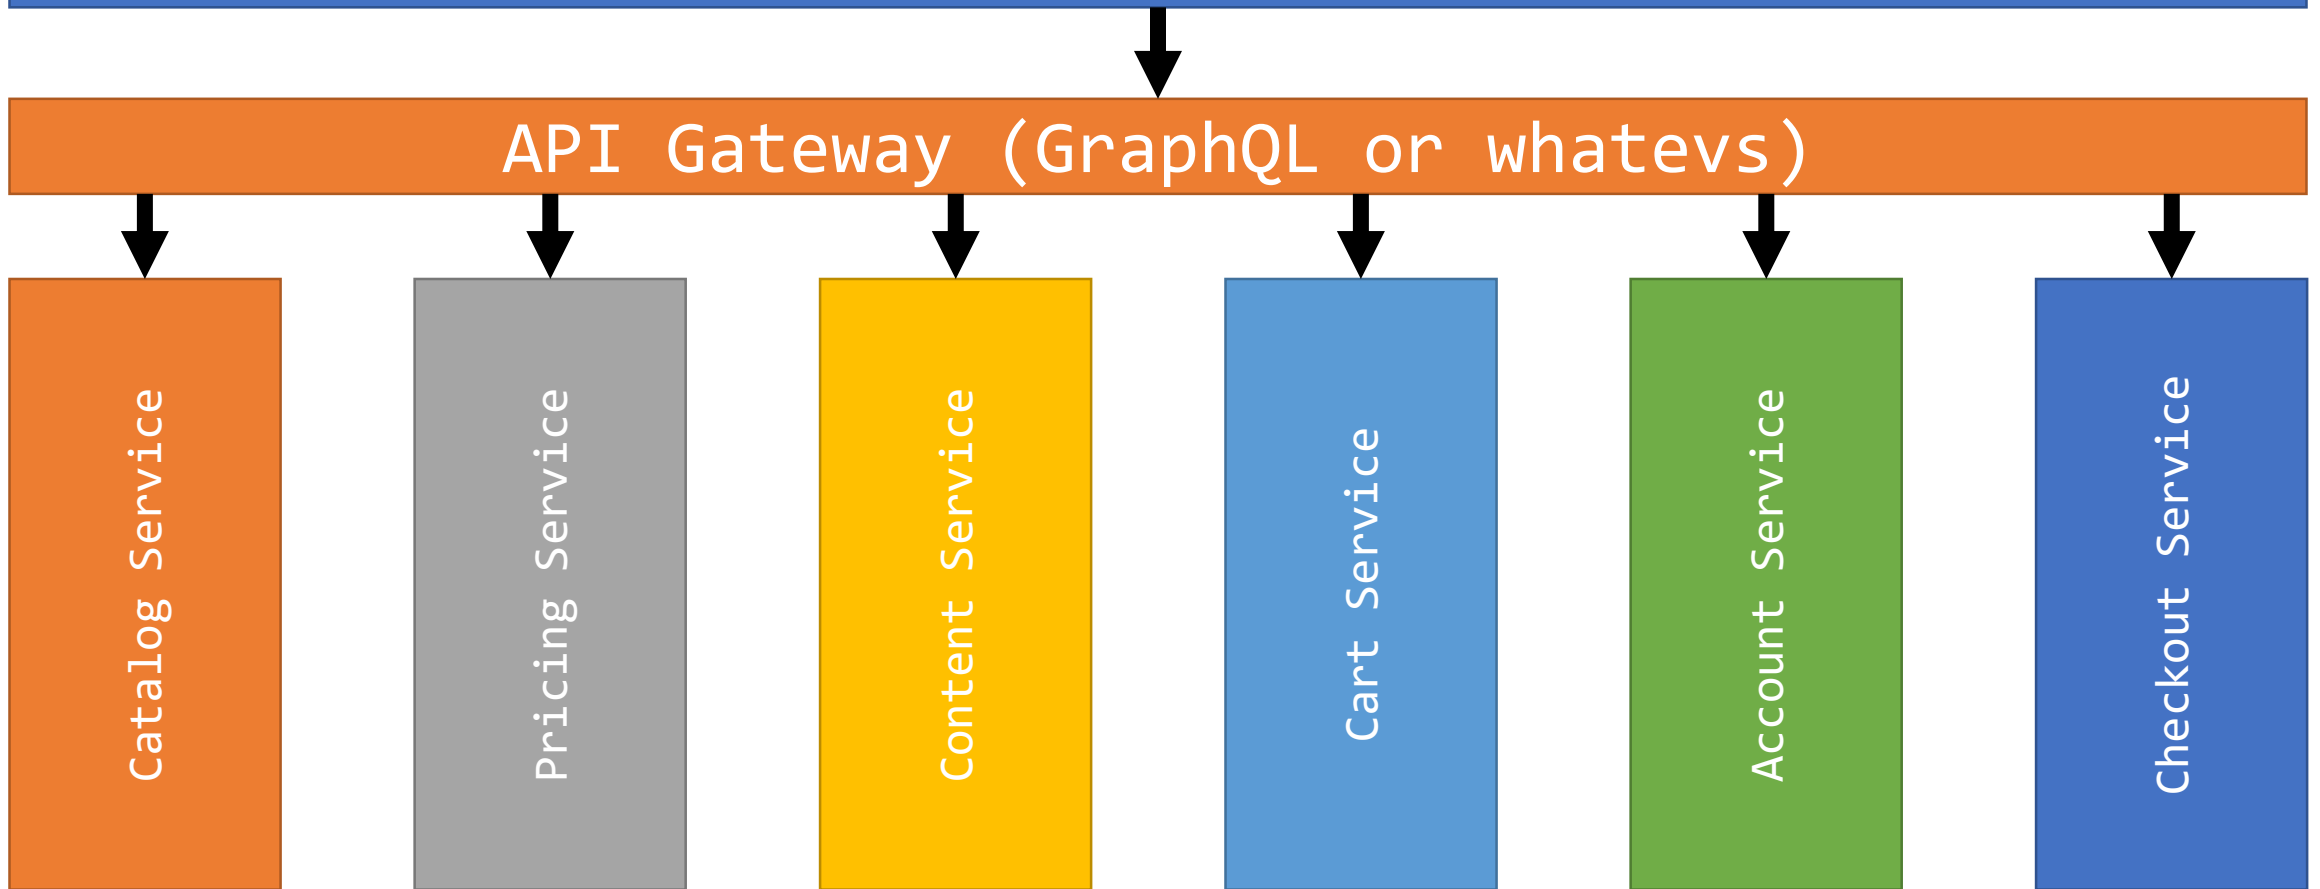 API Gateway (GraphQL or whatevs)
Catalog Service
Pricing Service
Content Service
Cart Service
Account Service
Checkout Service